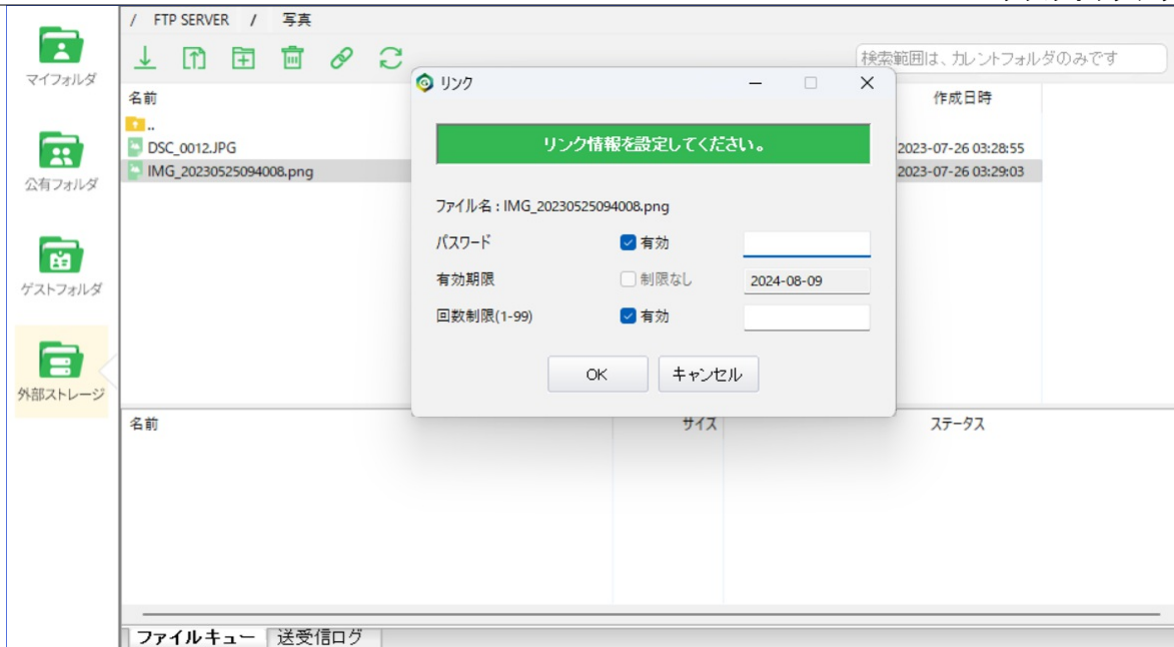 / FTP SERVER / 写真
検索範囲は、カレントフォルダのみです
マイフォルダ
公有フォルダ
ゲストフォルダ
外部ストレージ
名前
作成日時
..
DSC_0012.JPG
2023-07-26 03:28:55
IMG_20230525094008.png
2023-07-26 03:29:03
リンク
リンク情報を設定してください。
ファイル名 : IMG_20230525094008.png
パスワード 有効
有効期限 制限なし 2024-08-09
回数制限(1-99) 有効
OK キャンセル
名前 サイズ ステータス
ファイルキュー 送受信ログ